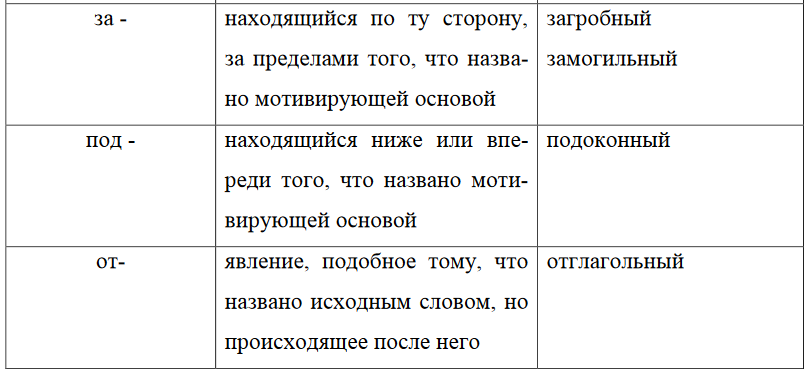 за - находящийся по ту сторону, загробный
за пределами того, что назва- замогильный
но мотивирующей основой
под - находящийся ниже или впе- подоконный
реди того, что названо моти-
вирующей основой
от- явление, подобное тому, что отглагольный
названо исходным словом, но
происходящее после него